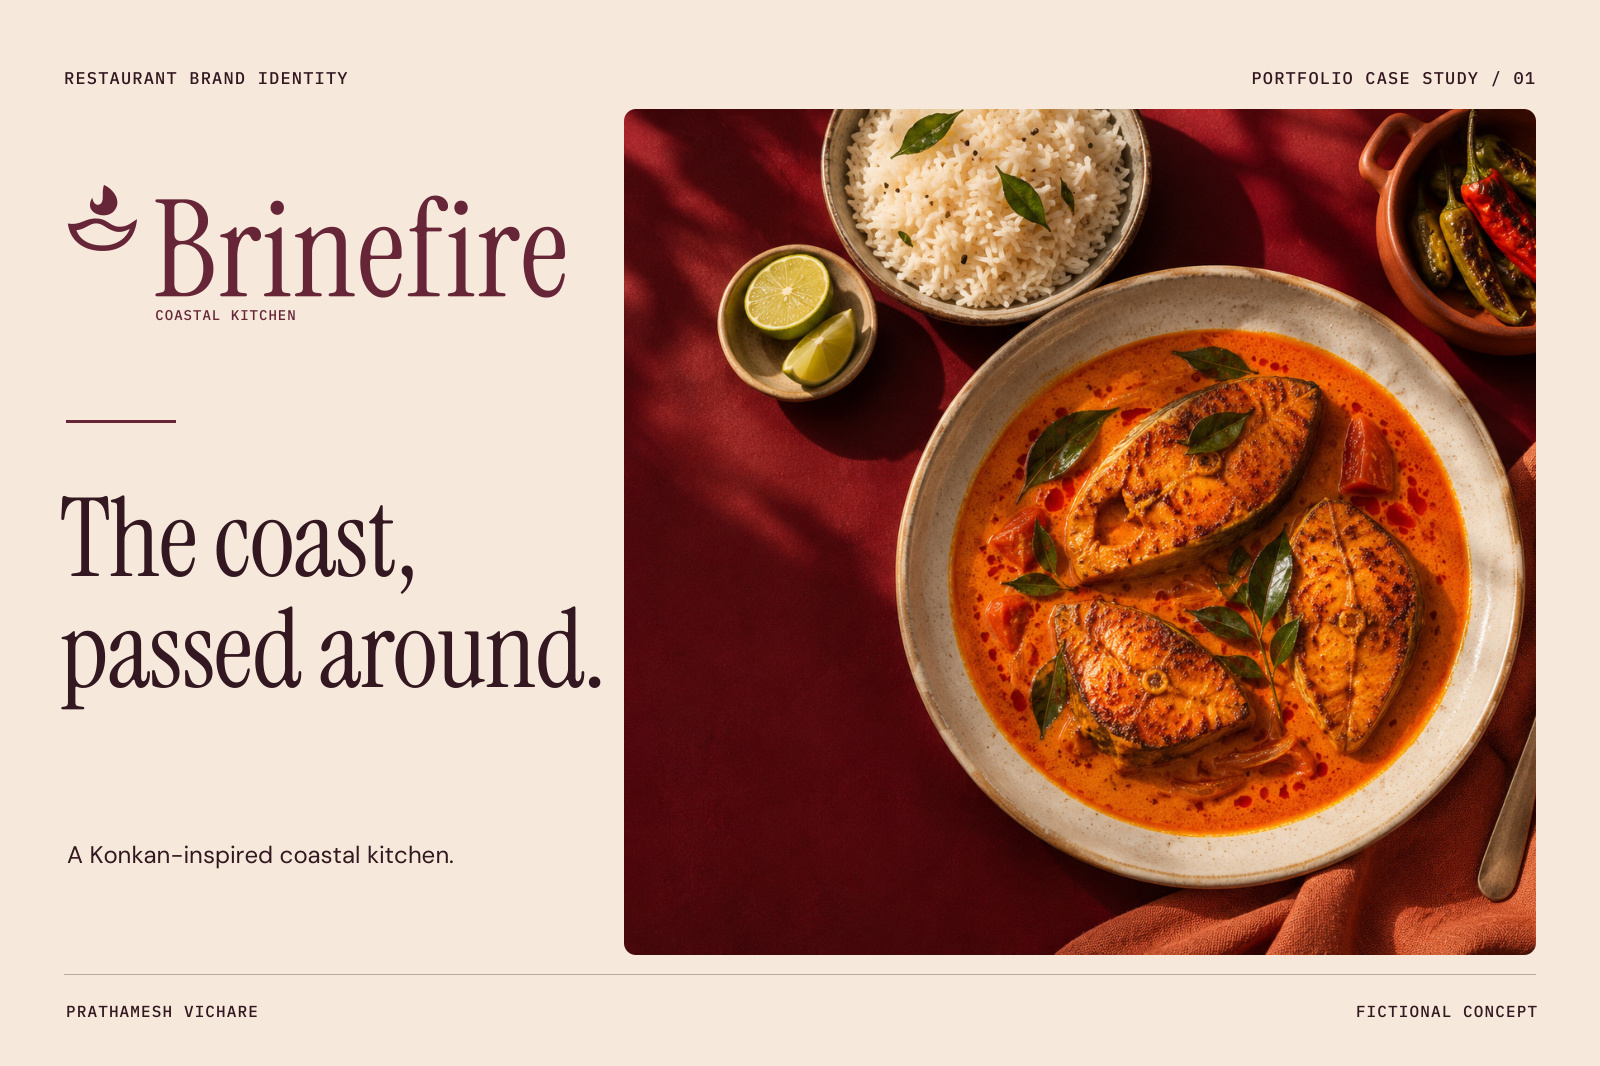 RESTAURANT BRAND IDENTITY
PORTFOLIO CASE STUDY / 01
Brinefire
COASTAL KITCHEN
The coast,
passed around.
A Konkan-inspired coastal kitchen.
PRATHAMESH VICHARE
FICTIONAL CONCEPT